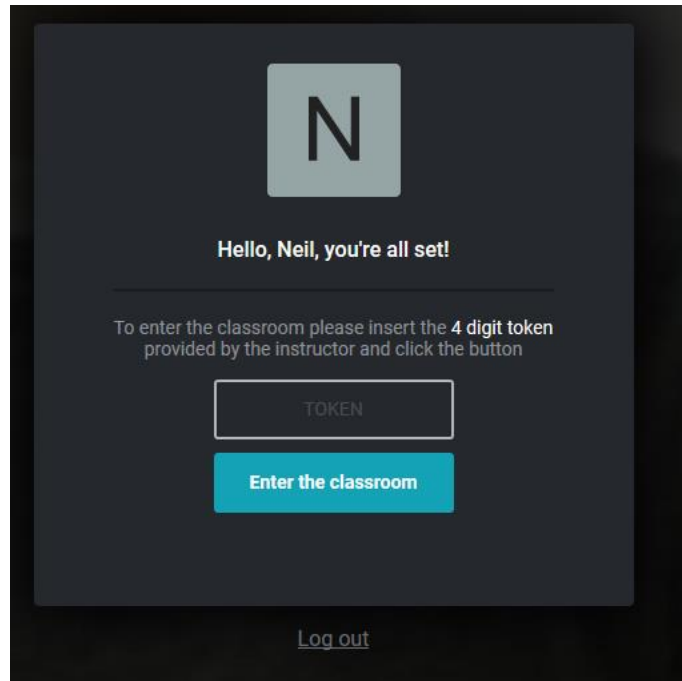 N
Hello, Neil, you're all set!
To enter the classroom please insert the 4 digit token
provided by the instructor and click the button
TOKEN
Enter the classroom
Log out